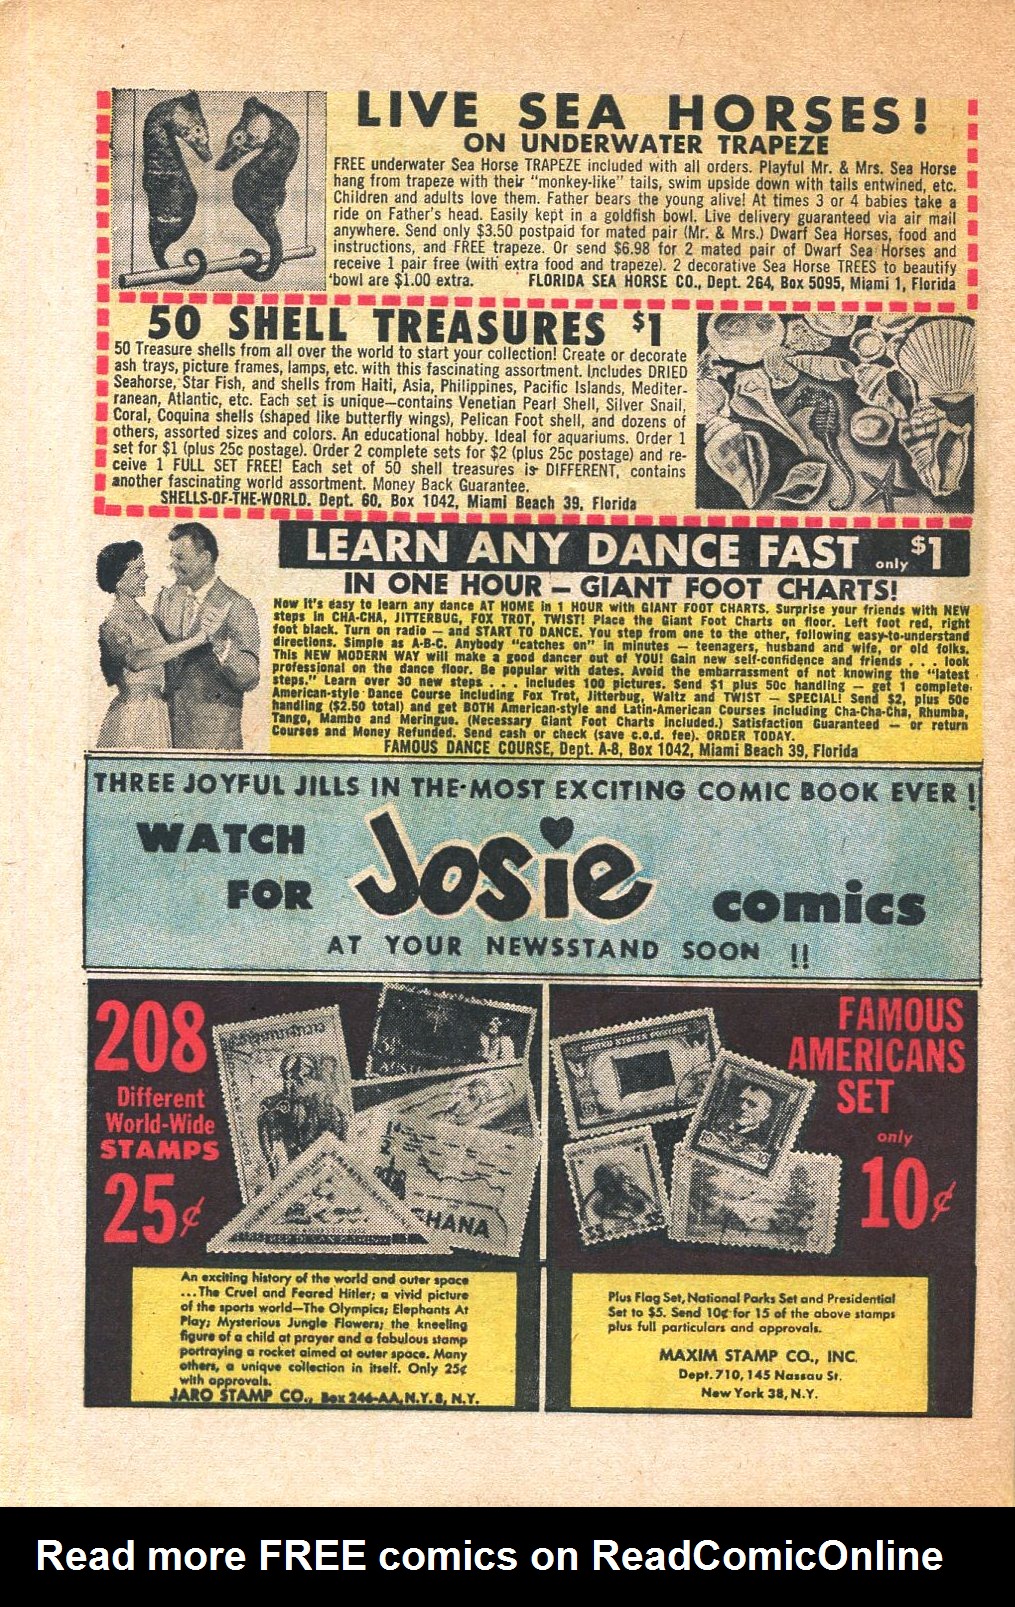 LIVE SEA HORSES!
ON UNDERWATER TRAPEZE
FREE underwater Sea Horse TRAPEZE included with all orders. Playful Mr. & Mrs. Sea Horse
hang from trapeze with their "monkey-like" tails, swim upside down with tails entwined, etc.
Children and adults love them. Father bears the young alive! At times 3 or 4 babies take a
ride on Father's head. Easily kept in a goldfish bowl. Live delivery guaranteed via air mail
anywhere. Send only $3.50 postpaid for mated pair (Mr. & Mrs.) Dwarf Sea Horses, food and
instructions, and FREE trapeze. Or send $6.98 for 2 mated pair of Dwarf Sea Horses and
receive 1 pair free (with extra food and trapeze). 2 decorative Sea Horse TREES to beautify
bowl are $1.00 extra. FLORIDA SEA HORSE CO., Dept. 264, Box 5095, Miami 1, Florida
50 SHELL TREASURES $1
50 Treasure shells from all over the world to start your collection! Create or decorate
ash trays, picture frames, lamps, etc. with this fascinating assortment. Includes DRIED
Seahorse, Star Fish, and shells from Haiti, Asia, Philippines, Pacific Islands, Mediter-
ranean, Atlantic, etc. Each set is unique—contains Venetian Pearl Shell, Silver Snail,
Coral, Coquina shells (shaped like butterfly wings), Pelican Foot shell, and dozens of
others, assorted sizes and colors. An educational hobby. Ideal for aquariums. Order 1
set for $1 (plus 25c postage). Order 2 complete sets for $2 (plus 25c postage) and re-
ceive 1 FULL SET FREE! Each set of 50 shell treasures is DIFFERENT, contains
another fascinating world assortment. Money Back Guarantee.
SHELLS-OF-THE-WORLD. Dept. 60, Box 1042, Miami Beach 39, Florida
LEARN ANY DANCE FAST only $1
IN ONE HOUR — GIANT FOOT CHARTS!
Now it's easy to learn any dance AT HOME in 1 HOUR with GIANT FOOT CHARTS. Surprise your friends with NEW
steps in CHA-CHA, JITTERBUG, FOX TROT, TWIST! Place the Giant Foot Charts on floor. Left foot red, right
foot black. Turn on radio — and START TO DANCE. You step from one to the other, following easy-to-understand
directions. Simple as A-B-C. Anybody "catches on" in minutes — teenagers, husband and wife, or old folks.
This NEW MODERN WAY will make a good dancer out of YOU! Gain new self-confidence and friends . . . look
professional on the dance floor. Be popular with dates. Avoid the embarrassment of not knowing the "latest
steps." Learn over 30 new steps . . . Includes 100 pictures. Send $1 plus 50c handling — get 1 complete
American-style Dance Course including Fox Trot, Jitterbug, Waltz and TWIST — SPECIAL! Send $2, plus 50c
handling ($2.50 total) and get BOTH American-style and Latin-American Courses including Cha-Cha-Cha, Rhumba,
Tango, Mambo and Meringue. (Necessary Giant Foot Charts included.) Satisfaction Guaranteed — or return
Courses and Money Refunded. Send cash or check (save c.o.d. fee). ORDER TODAY.
FAMOUS DANCE COURSE, Dept. A-8, Box 1042, Miami Beach 39, Florida
THREE JOYFUL JILLS IN THE MOST EXCITING COMIC BOOK EVER !
WATCH
FOR
Josie
comics
AT YOUR NEWSSTAND SOON !!
208
Different
World-Wide
STAMPS
25¢
GHANA
An exciting history of the world and outer space
...The Cruel and Feared Hitler; a vivid picture
of the sports world—The Olympics; Elephants At
Play; Mysterious Jungle Flowers; the kneeling
figure of a child at prayer and a fabulous stamp
portraying a rocket aimed at outer space. Many
others, a unique collection in itself. Only 25¢
with approvals.
JARO STAMP CO., Box 246-AA, N.Y. 8, N.Y.
FAMOUS
AMERICANS
SET
only
10¢
UNITED STATES POSTAGE
Plus Flag Set, National Parks Set and Presidential
Set to $5. Send 10¢ for 15 of the above stamps
plus full particulars and approvals.
MAXIM STAMP CO., INC.
Dept. 710, 145 Nassau St.
New York 38, N.Y.
Read more FREE comics on ReadComicOnline